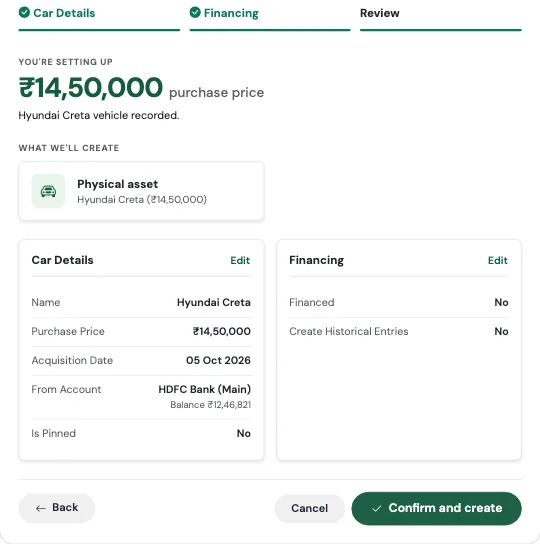 Car Details
Financing
Review
YOU'RE SETTING UP
₹14,50,000 purchase price
Hyundai Creta vehicle recorded.
WHAT WE'LL CREATE
Physical asset
Hyundai Creta (₹14,50,000)
Car Details Edit
Name Hyundai Creta
Purchase Price ₹14,50,000
Acquisition Date 05 Oct 2026
From Account HDFC Bank (Main)
Balance ₹12,46,821
Is Pinned No
Financing Edit
Financed No
Create Historical Entries No
← Back
Cancel
Confirm and create